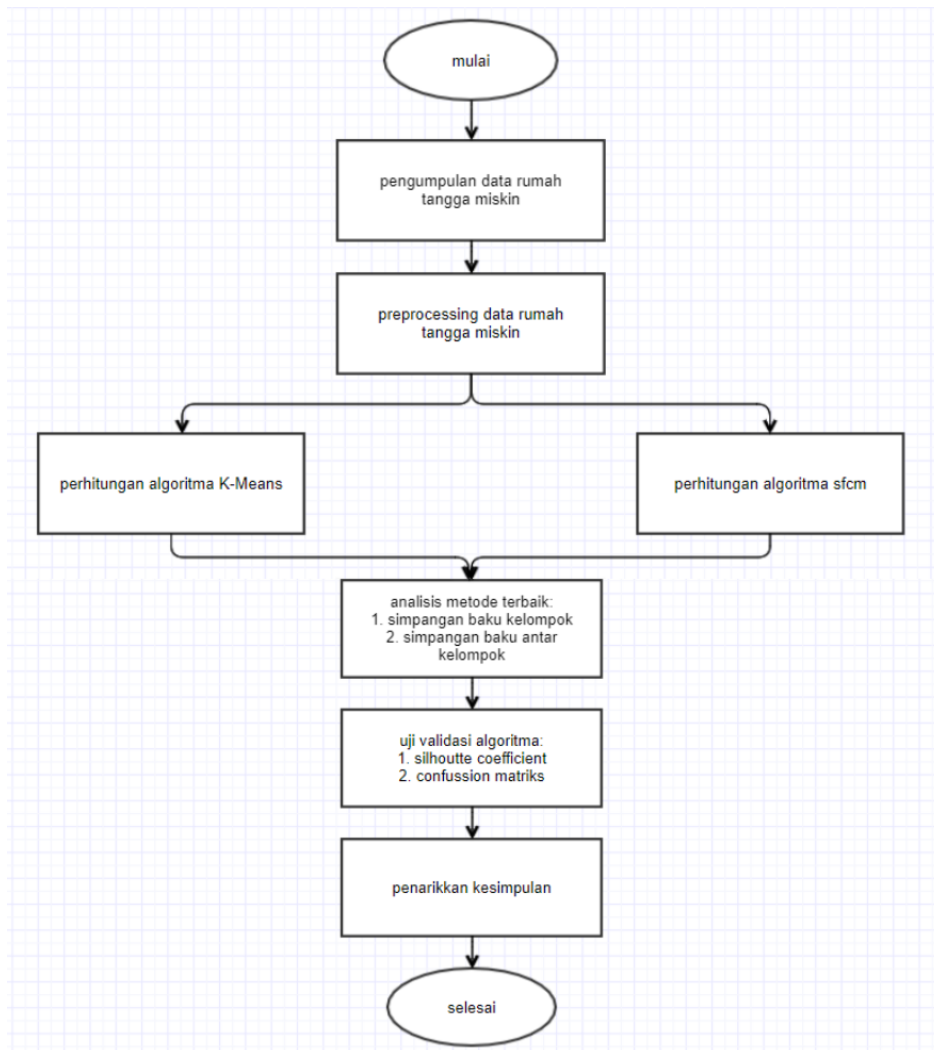 mulai
pengumpulan data rumah
tangga miskin
preprocessing data rumah
tangga miskin
perhitungan algoritma K-Means
perhitungan algoritma sfcm
analisis metode terbaik:
1. simpangan baku kelompok
2. simpangan baku antar
kelompok
uji validasi algoritma:
1. silhoutte coefficient
2. confussion matriks
penarikkan kesimpulan
selesai